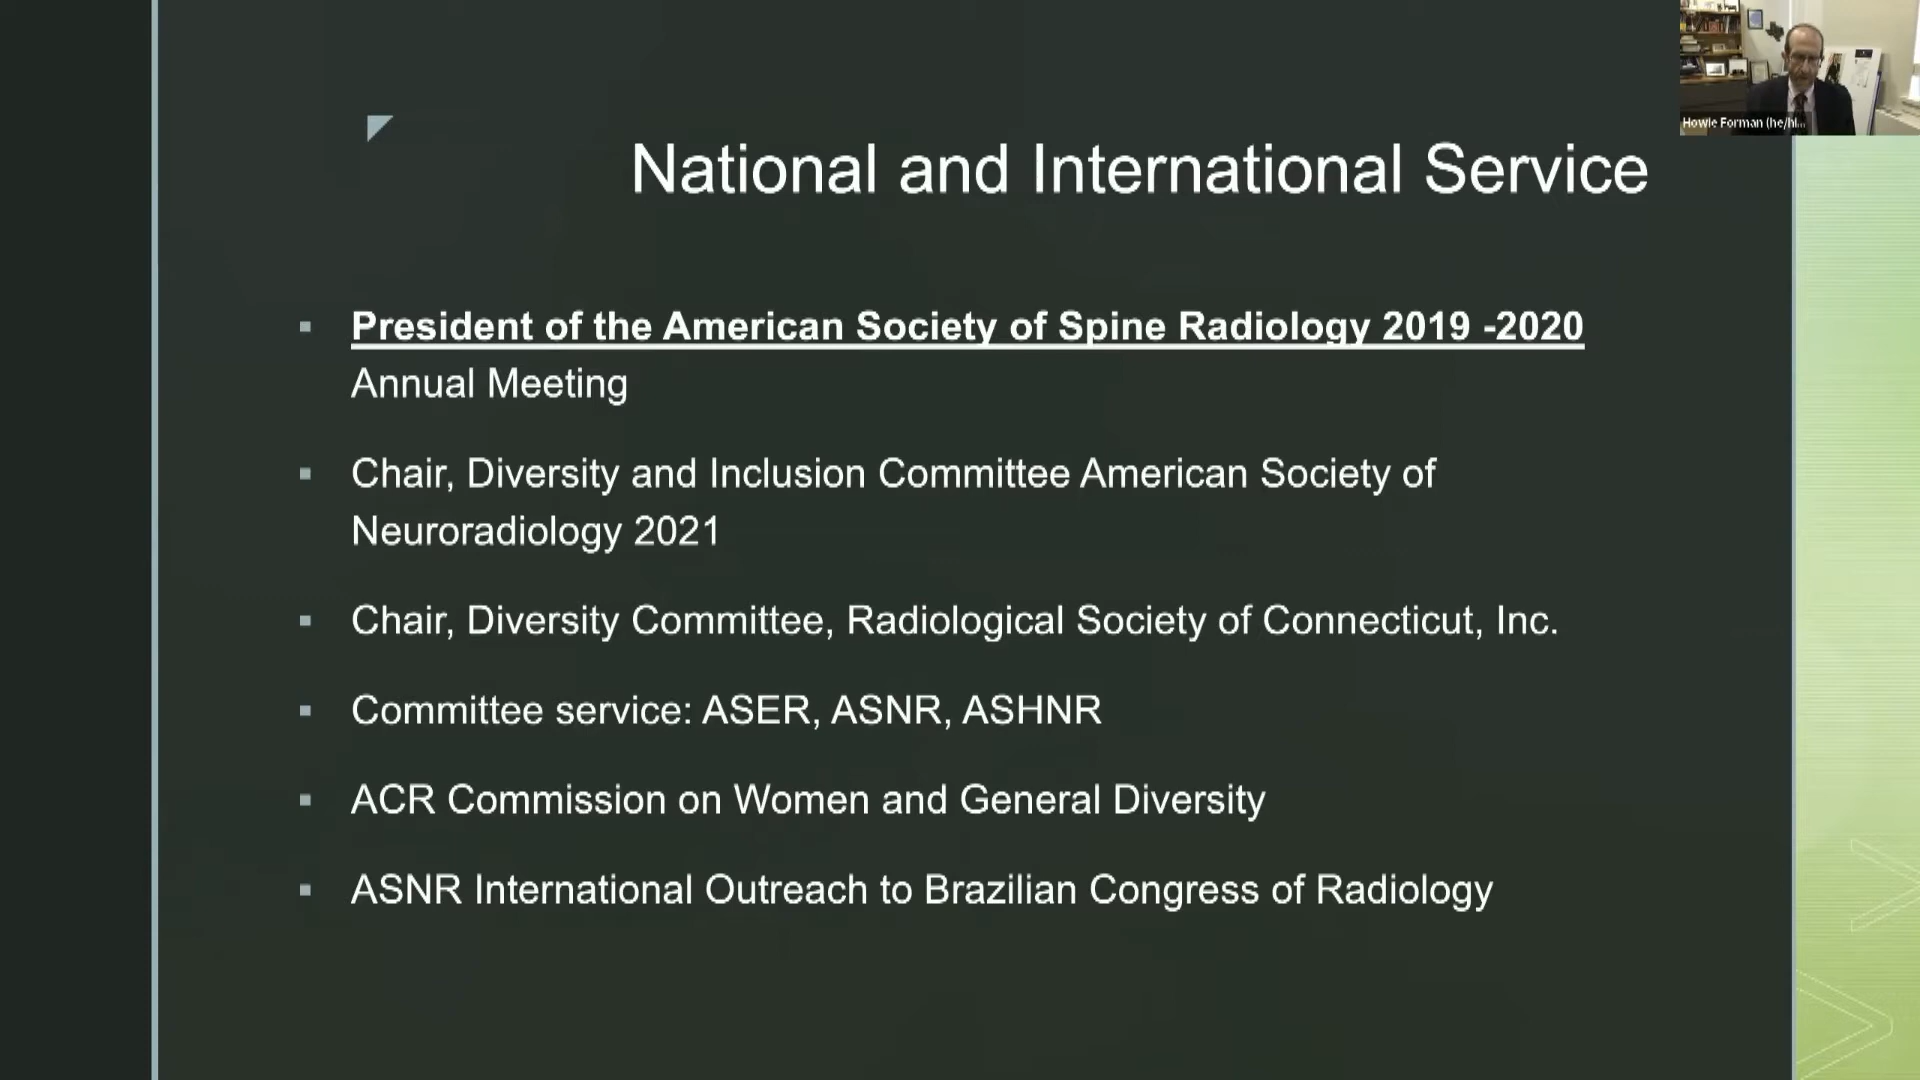 National and International Service
President of the American Society of Spine Radiology 2019 -2020
Annual Meeting
Chair, Diversity and Inclusion Committee American Society of
Neuroradiology 2021
Chair, Diversity Committee, Radiological Society of Connecticut, Inc.
Committee service: ASER, ASNR, ASHNR
ACR Commission on Women and General Diversity
ASNR International Outreach to Brazilian Congress of Radiology
Howie Forman (he/hi...